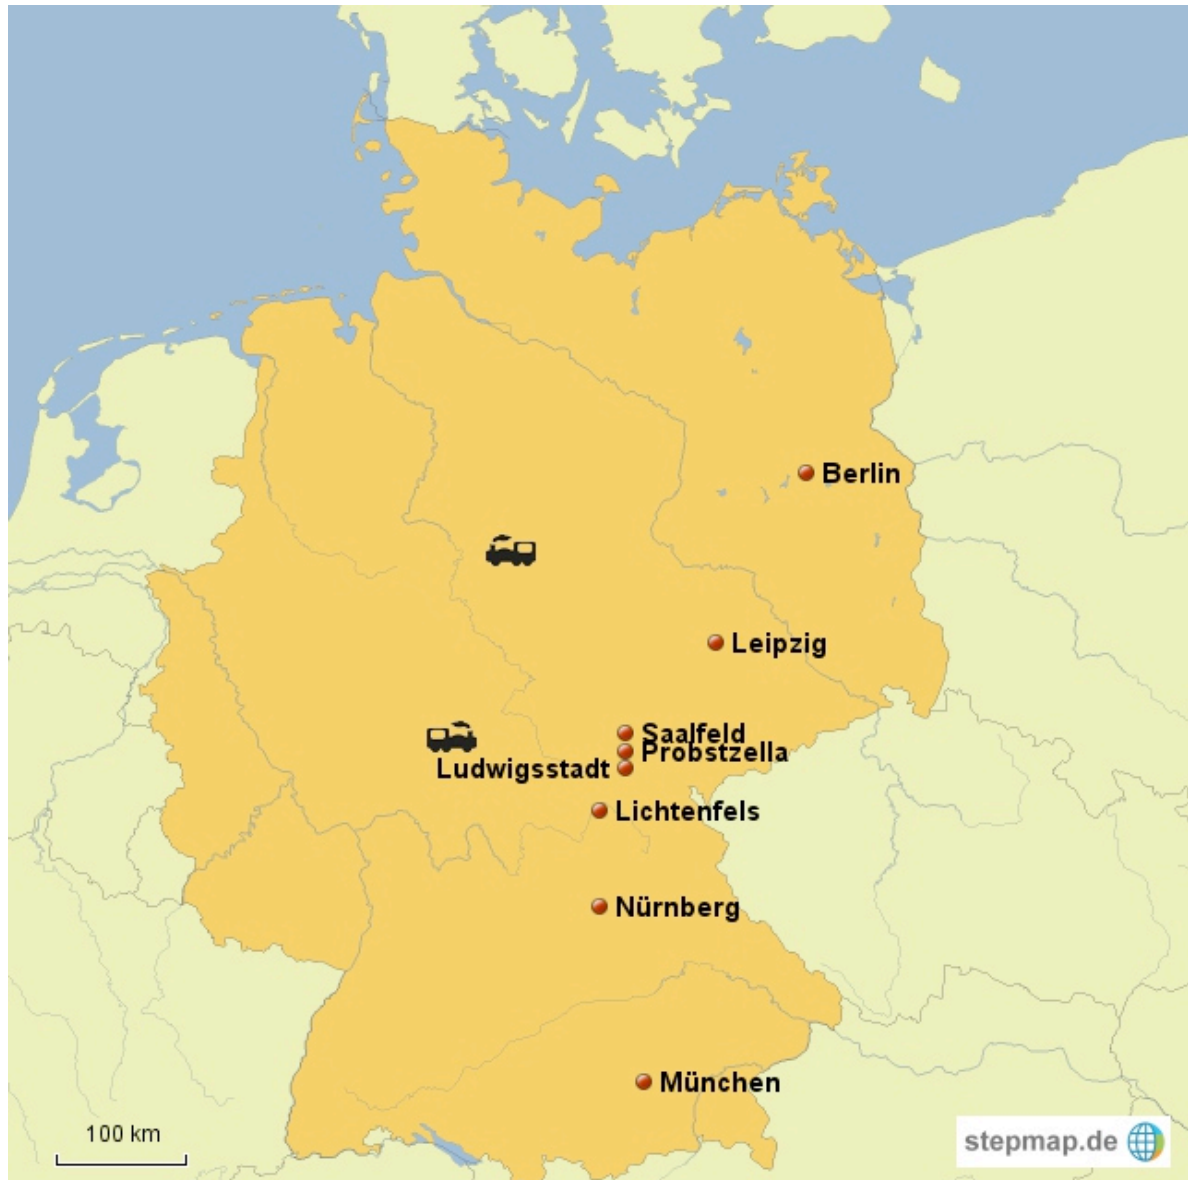 Berlin
Leipzig
Saalfeld
Probstzella
Ludwigsstadt
Lichtenfels
Nürnberg
München
100 km
stepmap.de